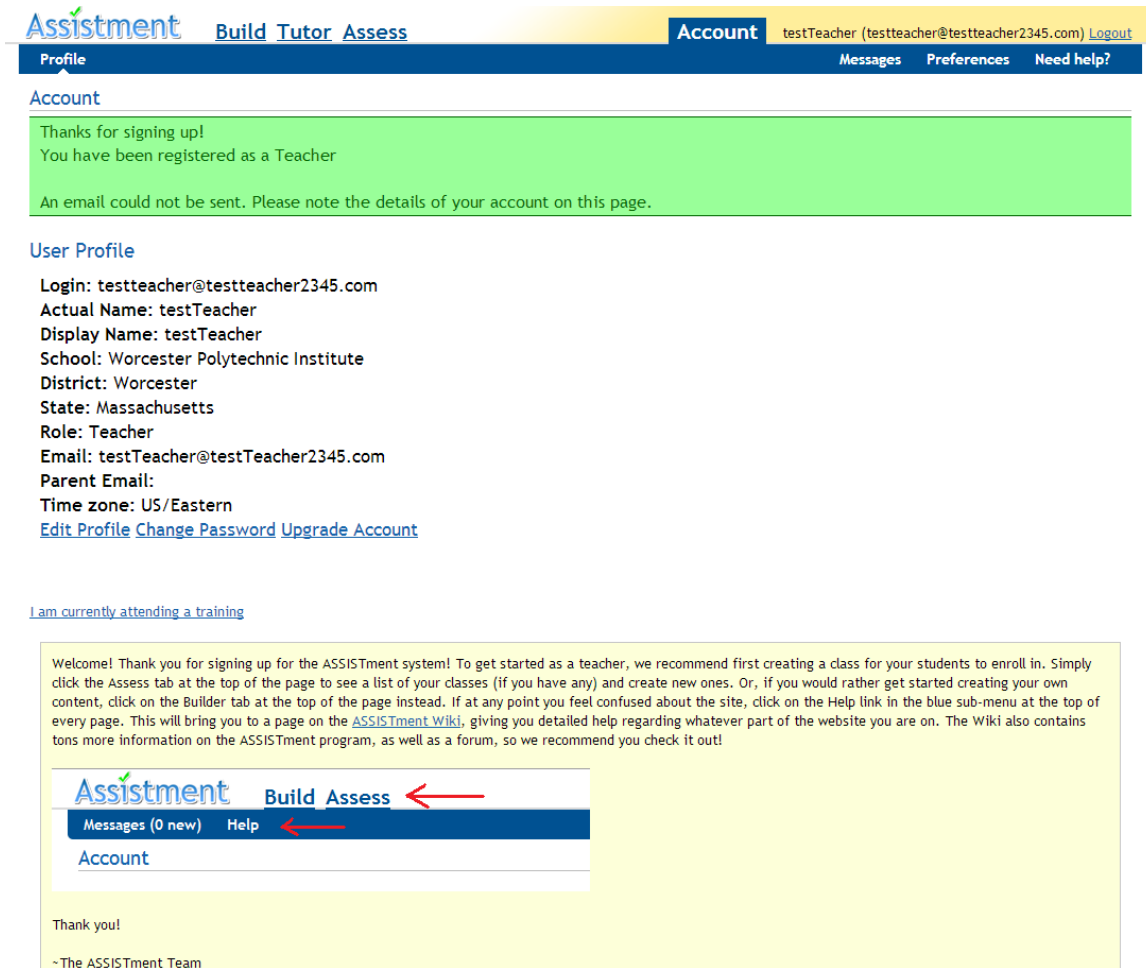 Assistment Build Tutor Assess Account testTeacher (testteacher@testteacher2345.com) Logout
Profile Messages Preferences Need help?
Account
Thanks for signing up!
You have been registered as a Teacher
An email could not be sent. Please note the details of your account on this page.
User Profile
Login: testteacher@testteacher2345.com
Actual Name: testTeacher
Display Name: testTeacher
School: Worcester Polytechnic Institute
District: Worcester
State: Massachusetts
Role: Teacher
Email: testTeacher@testTeacher2345.com
Parent Email:
Time zone: US/Eastern
Edit Profile Change Password Upgrade Account
I am currently attending a training
Welcome! Thank you for signing up for the ASSISTment system! To get started as a teacher, we recommend first creating a class for your students to enroll in. Simply
click the Assess tab at the top of the page to see a list of your classes (if you have any) and create new ones. Or, if you would rather get started creating your own
content, click on the Builder tab at the top of the page instead. If at any point you feel confused about the site, click on the Help link in the blue sub-menu at the top of
every page. This will bring you to a page on the ASSISTment Wiki, giving you detailed help regarding whatever part of the website you are on. The Wiki also contains
tons more information on the ASSISTment program, as well as a forum, so we recommend you check it out!
Assistment Build Assess
Messages (0 new) Help
Account
Thank you!
~The ASSISTment Team